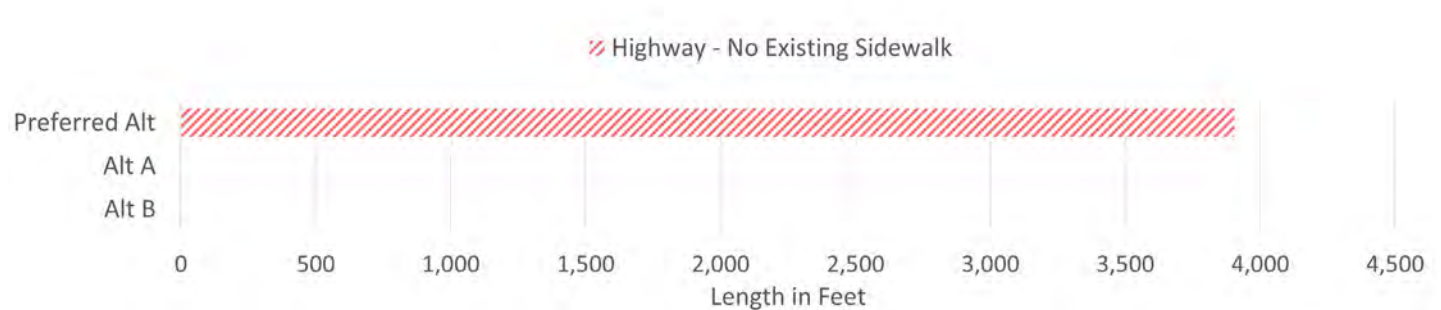 Highway - No Existing Sidewalk
Preferred Alt
Alt A
Alt B
0 500 1,000 1,500 2,000 2,500 3,000 3,500 4,000 4,500
Length in Feet